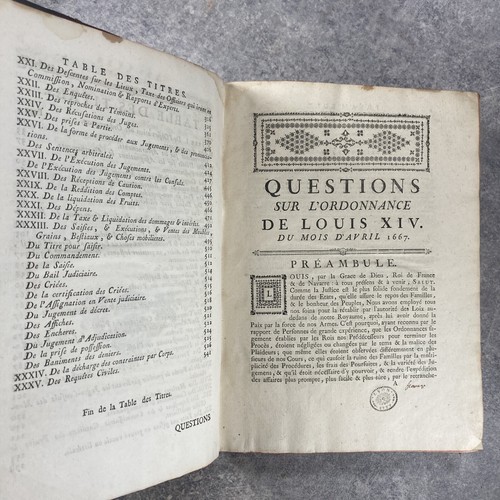 TABLE DES TITRES.
XXI. Des Descentes sur les Lieux, Taxe des Officiers qui iront en
Commission, Nomination & Rapports d'Experts.
XXII. Des Enquêtes.
XXIII. Des reproches des Témoins.
XXIV. Des Récusations des Juges.
XXV. Des prises à Partie.
XXVI. De la forme de procéder aux Jugements, & des prononciations.
Des Sentences arbitrales.
XXVII. De l'Exécution des Jugements.
De l'Exécution des Jugements contre les Consuls.
XXVIII. Des Réceptions de Caution.
XXIX. De la Reddition des Comptes.
XXX. De la liquidation des Fruits.
XXXI. Des Dépens.
XXXII. De la Taxe & Liquidation des dommages & intérêts.
XXXIII. Des Saisies, & Exécutions, & Ventes des Meubles,
Grains, Bestiaux, & Choses mobiliaires.
Du Titre pour saisir.
Du Commandement.
De la Saisie.
Du Bail Judiciaire.
Des Criées.
De la certification des Criées.
De l'Assignation en Vente judiciaire.
Du Jugement de décret.
Des Affiches.
Des Encheres.
Du Jugement d'Adjudication.
De la prise de possession.
Des Paniments des deniers.
XXXIV. De la décharge des contraintes par Corps.
XXXV. Des Requêtes Civiles.
Fin de la Table des Titres.
QUESTIONS
QUESTIONS
SUR L'ORDONNANCE
DE LOUIS XIV.
DU MOIS D'AVRIL 1667.
PRÉAMBULE.
LOUIS, par la Grace de Dieu, Roi de France
& de Navarre : à tous présens & à venir, SALUT.
Comme la Justice est le plus solide fondement de la
durée des Etats, qu'elle assure le repos des Familles,
& le bonheur des Peuples, Nous avons employé tous
nos soins pour la rétablir par l'autorité des Loix au-
dedans de notre Royaume, après lui avoir donné la
Paix par la force de nos Armes. C'est pourquoi, ayant reconnu par le
rapport de Personnes de grande expérience, que les Ordonnances sa-
gement établies par les Rois nos Prédécesseurs pour terminer les
Procès, étoient négligées ou changées par le tems & la malice des
Plaideurs ; que même elles étoient observées différemment en plu-
sieurs de nos Cours, ce qui causoit la ruine des Familles par la multi-
plicité des Procédures, les frais des Poursuites, & la variété des Ju-
gemens, & qu'il étoit nécessaire d'y pourvoir, & rendre l'expédition
des affaires plus prompte, plus facile & plus sûre, par le retranche-
A